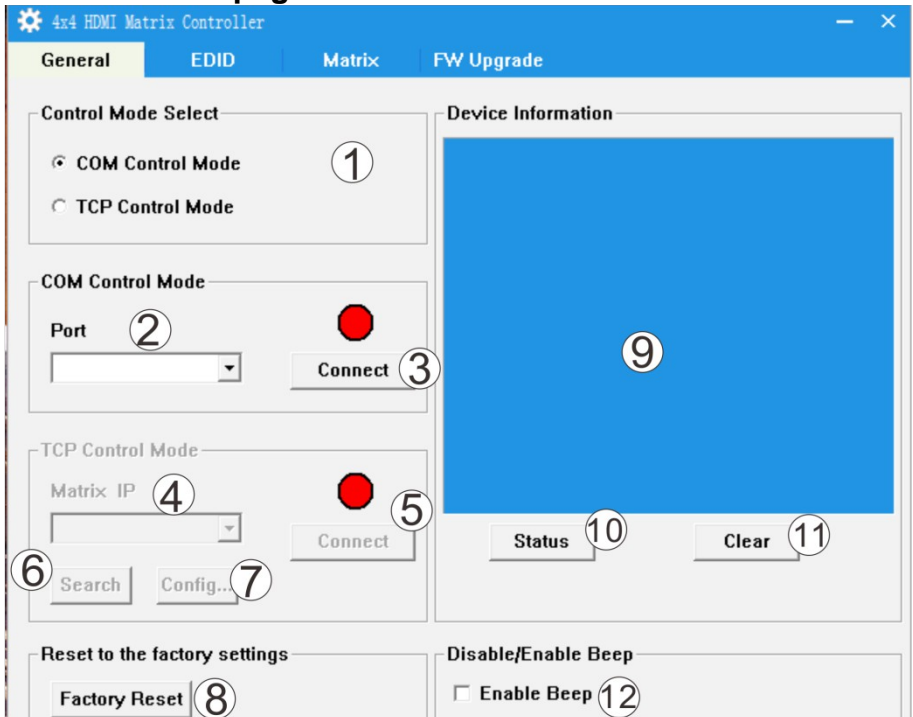 4x4 HDMI Matrix Controller
General EDID Matrix FW Upgrade
Control Mode Select
COM Control Mode ①
TCP Control Mode
COM Control Mode
Port ②
Connect ③
TCP Control Mode
Matrix IP ④
Connect ⑤
⑥ Search Config... ⑦
Reset to the factory settings
Factory Reset ⑧
Device Information
⑨
Status ⑩ Clear ⑪
Disable/Enable Beep
Enable Beep ⑫